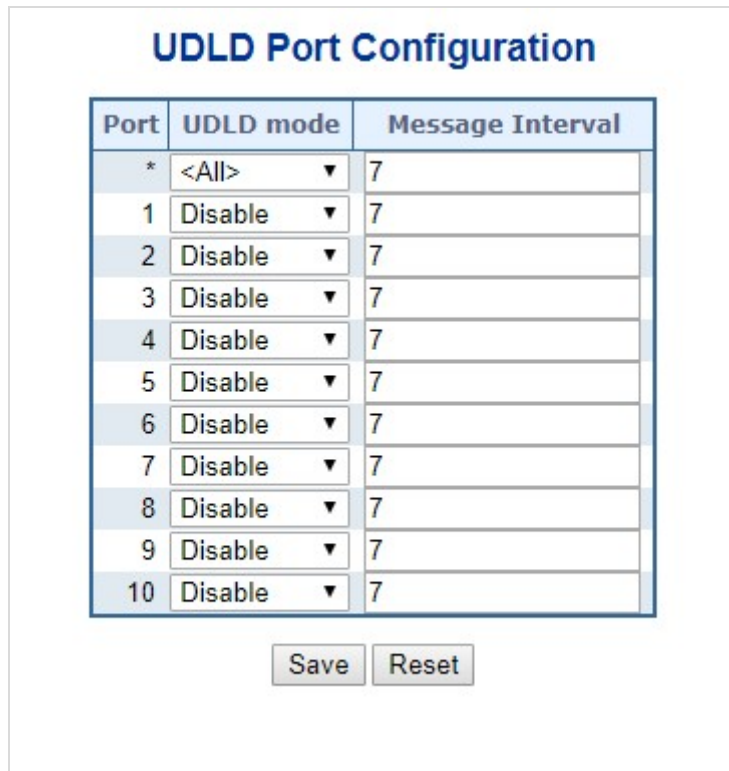 UDLD Port Configuration
Port UDLD mode Message Interval
* <All> 7
1 Disable 7
2 Disable 7
3 Disable 7
4 Disable 7
5 Disable 7
6 Disable 7
7 Disable 7
8 Disable 7
9 Disable 7
10 Disable 7
Save Reset